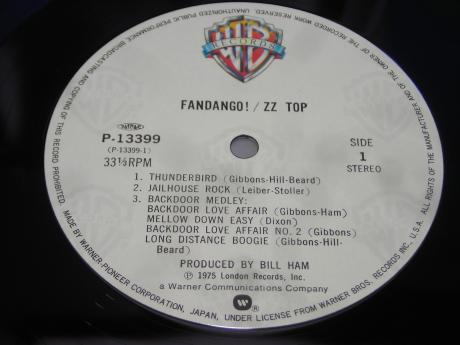 UNAUTHORIZED PUBLIC PERFORMANCE, BROADCASTING AND COPYING OF THIS RECORD PROHIBITED.
ALL RIGHTS OF THE MANUFACTURER AND OF THE OWNER OF THE RECORDED WORK RESERVED.
WB
RECORDS
FANDANGO! / ZZ TOP
P-13399
(P-13399-1)
33⅓RPM
SIDE
1
STEREO
1. THUNDERBIRD (Gibbons-Hill-Beard)
2. JAILHOUSE ROCK (Leiber-Stoller)
3. BACKDOOR MEDLEY:
BACKDOOR LOVE AFFAIR (Gibbons-Ham)
MELLOW DOWN EASY (Dixon)
BACKDOOR LOVE AFFAIR NO. 2 (Gibbons)
LONG DISTANCE BOOGIE (Gibbons-Hill-
Beard)
PRODUCED BY BILL HAM
℗ 1975 London Records, Inc.
a Warner Communications Company
W ®
MADE BY WARNER-PIONEER CORPORATION, JAPAN, UNDER LICENSE FROM WARNER BROS. RECORDS INC., U.S.A.